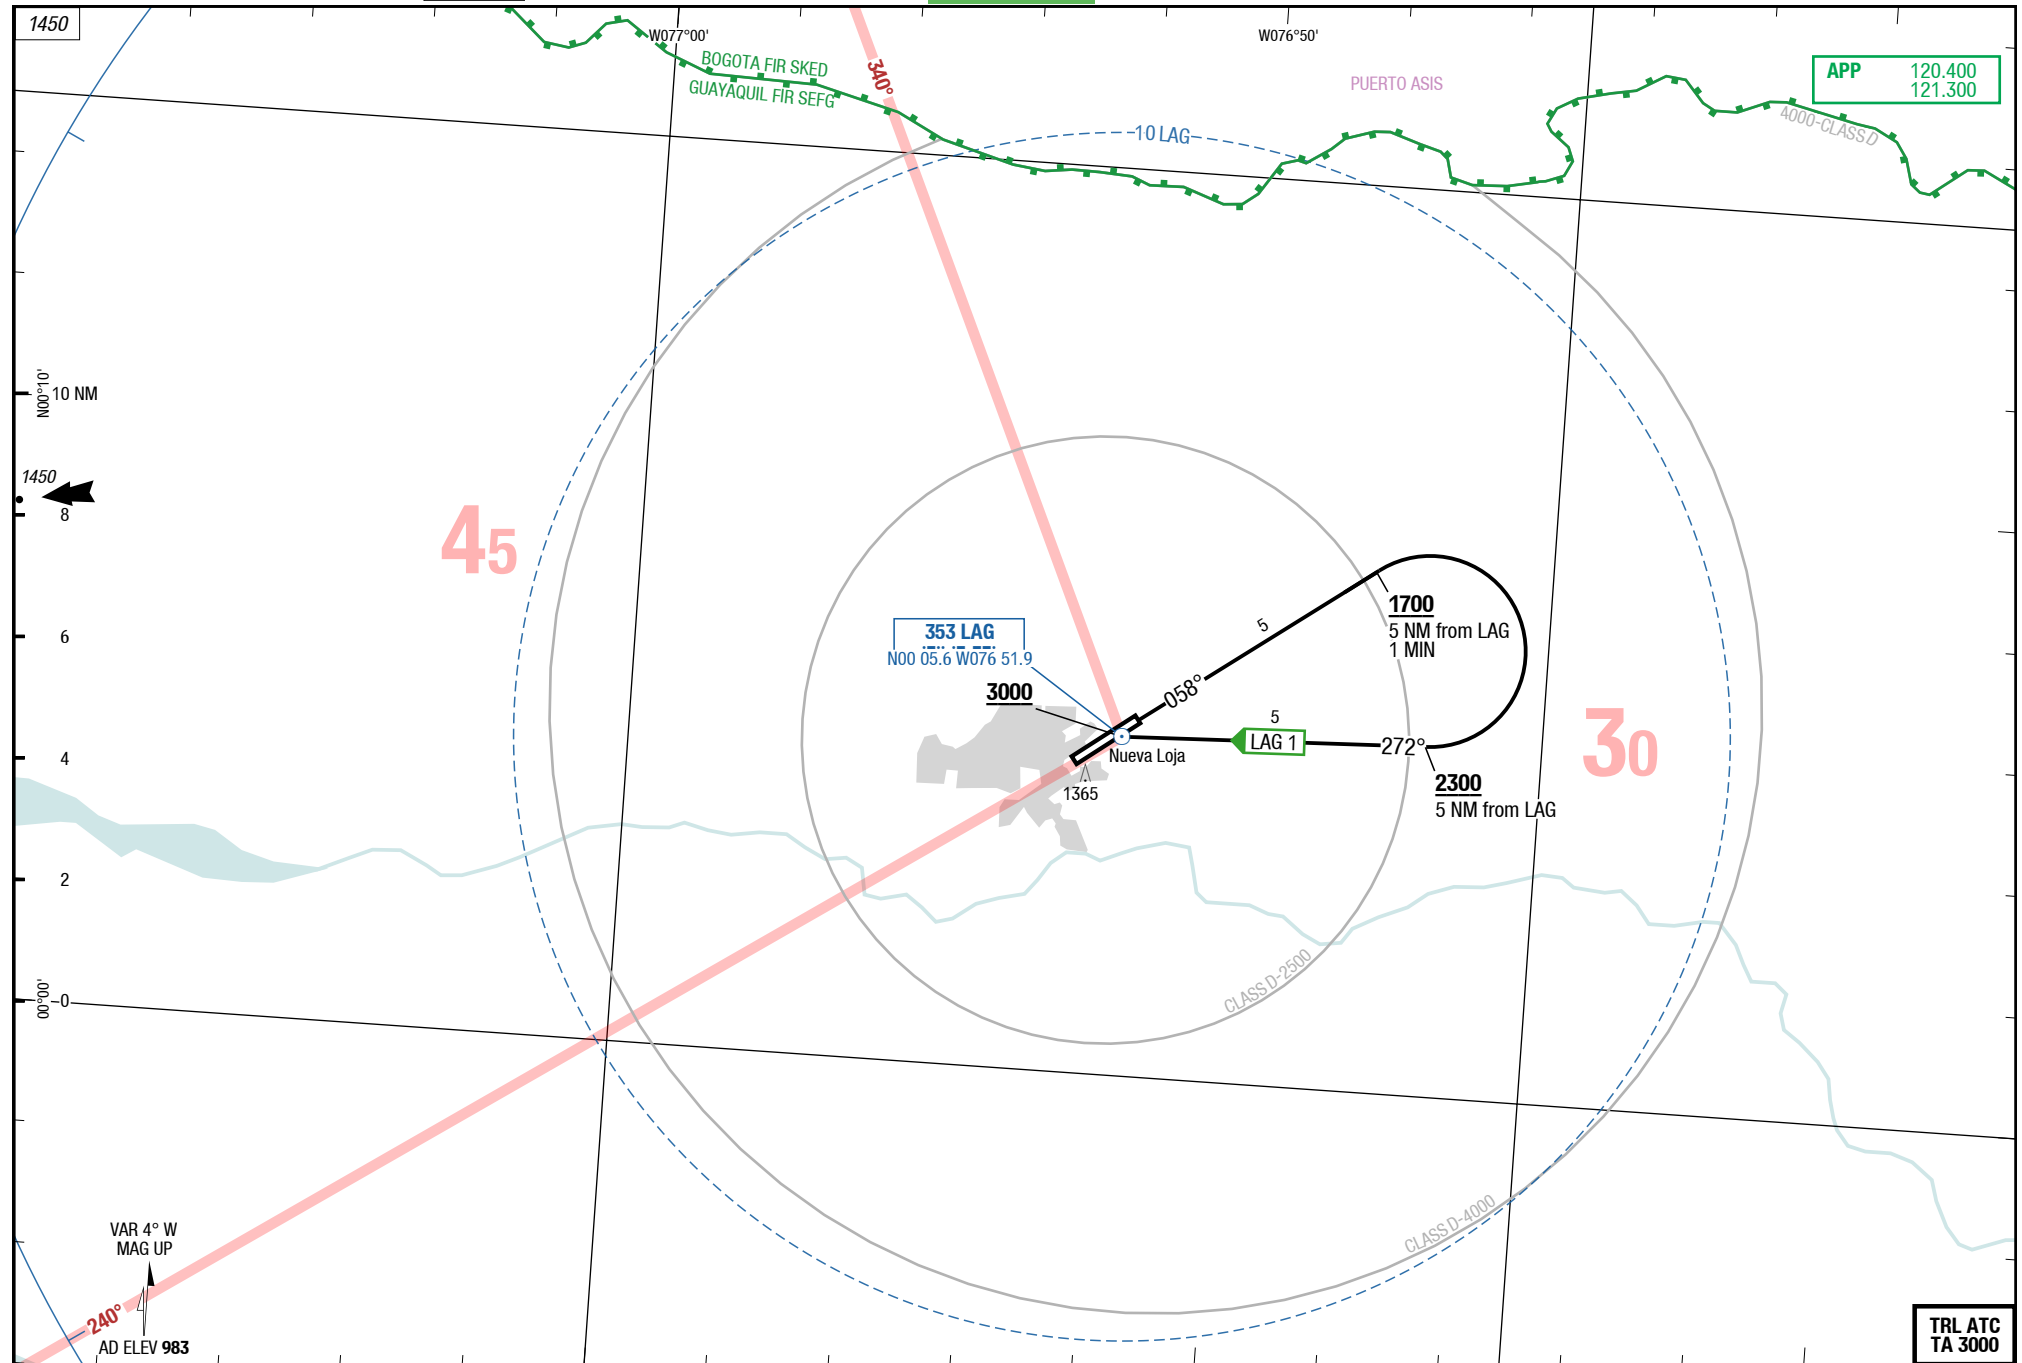 1450
W077°00'
W076°50'
BOGOTA FIR SKED
GUAYAQUIL FIR SEFG
340°
PUERTO ASIS
APP 120.400
121.300
4000-CLASS D
10 LAG
N00°10'
10 NM
1450
8
45
6
353 LAG
N00 05.6 W076 51.9
3000
5
1700
5 NM from LAG
1 MIN
058°
5
LAG 1
272°
30
Nueva Loja
4
1365
2300
5 NM from LAG
2
CLASS D-2500
00°00'
0
CLASS D-4000
VAR 4° W
MAG UP
240°
AD ELEV 983
TRL ATC
TA 3000